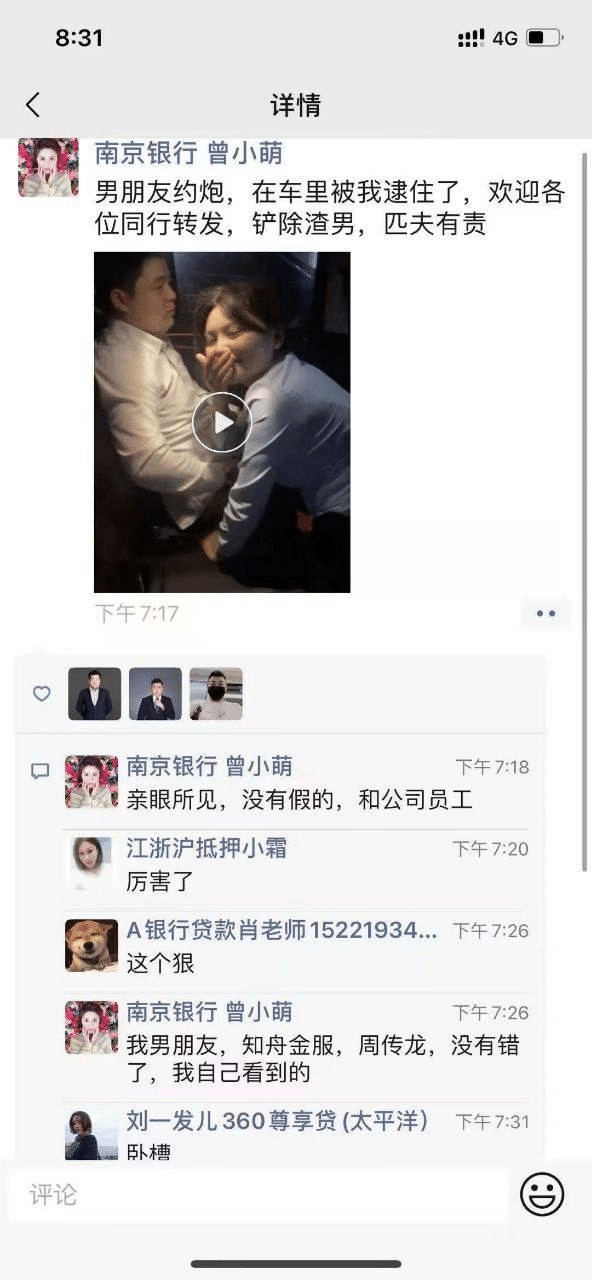 8:31
4G
详情
南京银行 曾小萌
男朋友约炮，在车里被我逮住了，欢迎各
位同行转发，铲除渣男，匹夫有责
下午 7:17
南京银行 曾小萌
下午 7:18
亲眼所见，没有假的，和公司员工
江浙沪抵押小霜
下午 7:20
厉害了
A银行贷款肖老师15221934...
下午 7:26
这个狠
南京银行 曾小萌
下午 7:26
我男朋友，知舟金服，周传龙，没有错
了，我自己看到的
刘一发儿360尊享贷 (太平洋）
下午 7:31
卧槽
评论